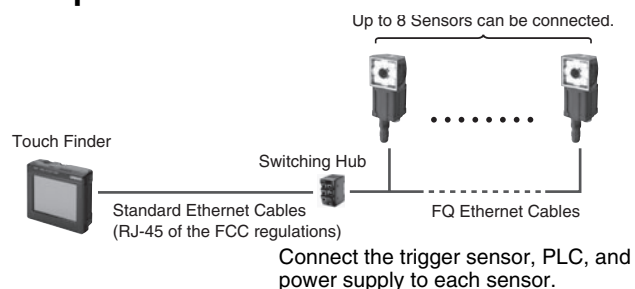 Up to 8 Sensors can be connected.
Touch Finder
Switching Hub
Standard Ethernet Cables
(RJ-45 of the FCC regulations)
FQ Ethernet Cables
Connect the trigger sensor, PLC, and
power supply to each sensor.